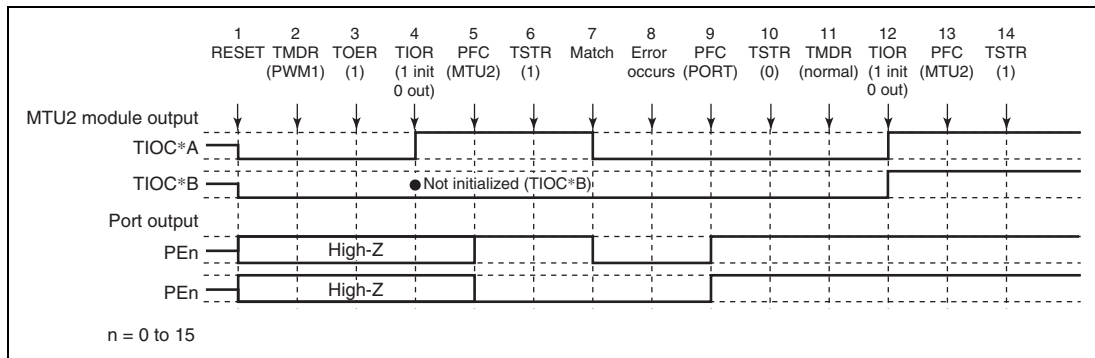 1 2 3 4 5 6 7 8 9 10 11 12 13 14
RESET TMDR TOER TIOR PFC TSTR Match Error PFC TSTR TMDR TIOR PFC TSTR
(PWM1) (1) (1 init (MTU2) (1) occurs (PORT) (0) (normal) (1 init (MTU2) (1)
0 out) 0 out)
MTU2 module output
TIOC*A
TIOC*B
Not initialized (TIOC*B)
Port output
PEn
High-Z
PEn
High-Z
n = 0 to 15